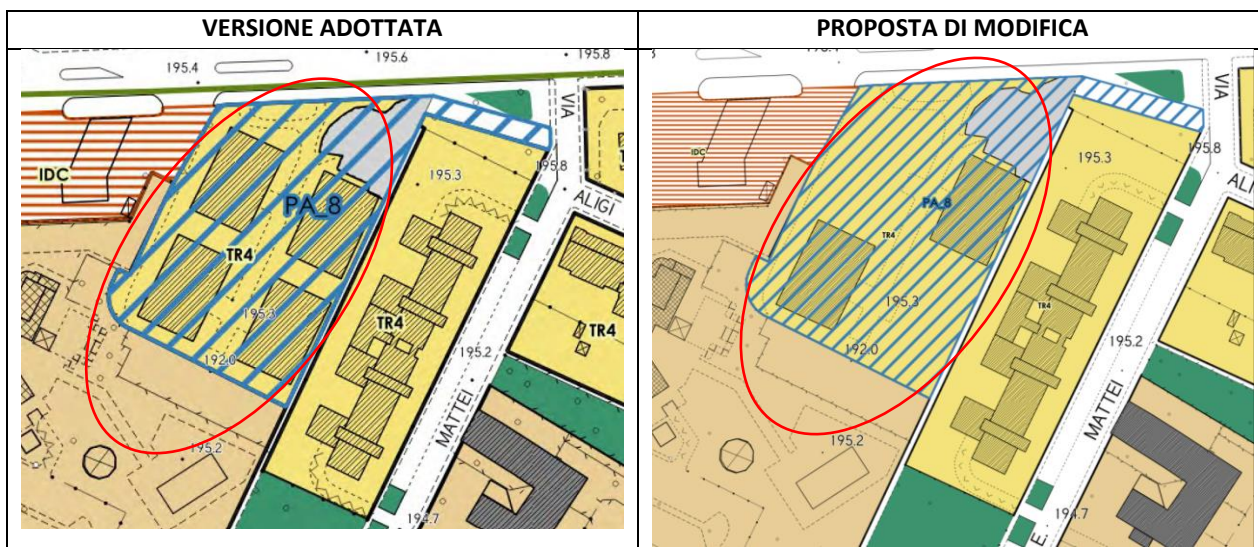 VERSIONE ADOTTATA
PROPOSTA DI MODIFICA
195.4
195.6
195.8
VIA
IDC
195.8
195.3
PA_8
ALIGI
TR4
195.3
TR4
TR4
192.0
195.2
MATTEI
195.2
194.7
VIA
195.8
IDC
195.3
PA_8
TR4
195.3
TR4
192.0
195.2
MATTEI
195.2
E.
194.7